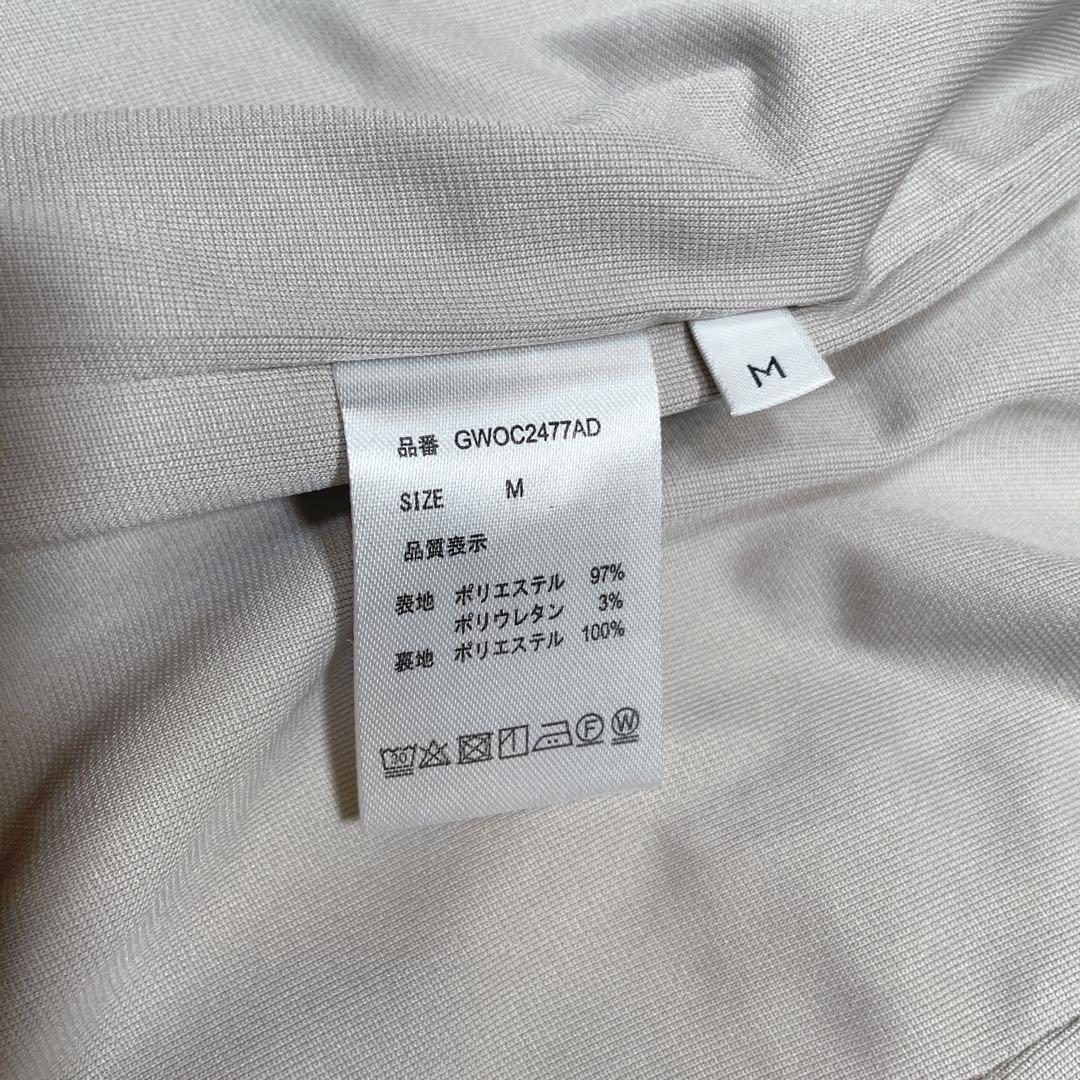 M
品番 GWOC2477AD
SIZE M
品質表示
表地 ポリエステル 97%
ポリウレタン 3%
裏地 ポリエステル 100%
30 F W